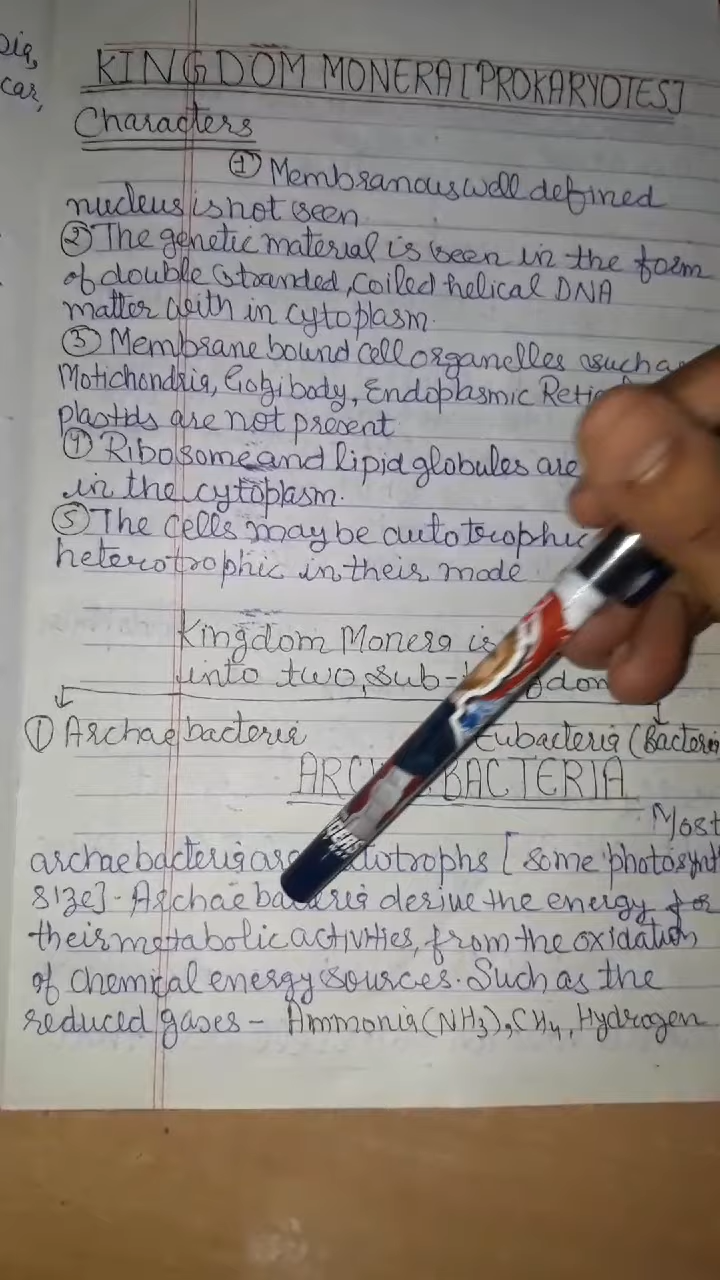 car,
KINGDOM MONERA [PROKARYOTES]
Characters
① Membranous well defined
nucleus is not seen.
② The genetic material is seen in the form
of double stranded, coiled helical DNA
matter with in cytoplasm.
③ Membrane bound cell organelles such a
Motichondria, Golgi body, Endoplasmic
plastids are not present
④ Ribosome and lipid globules are
in the cytoplasm.
⑤ The cells may be autotrophic
heterotrophic in their mode
Kingdom Monera is
into two, sub-
① Archaebacteria Eubacteria (Bacteria
ARCHAEBACTERIA
Most
archaebacteria are [some photosynt
size]. Archaebacteria derive the energy for
their metabolic activities, from the oxidation
of chemical energy sources. Such as the
reduced gases - Ammonia (NH3), CH4, Hydrogen